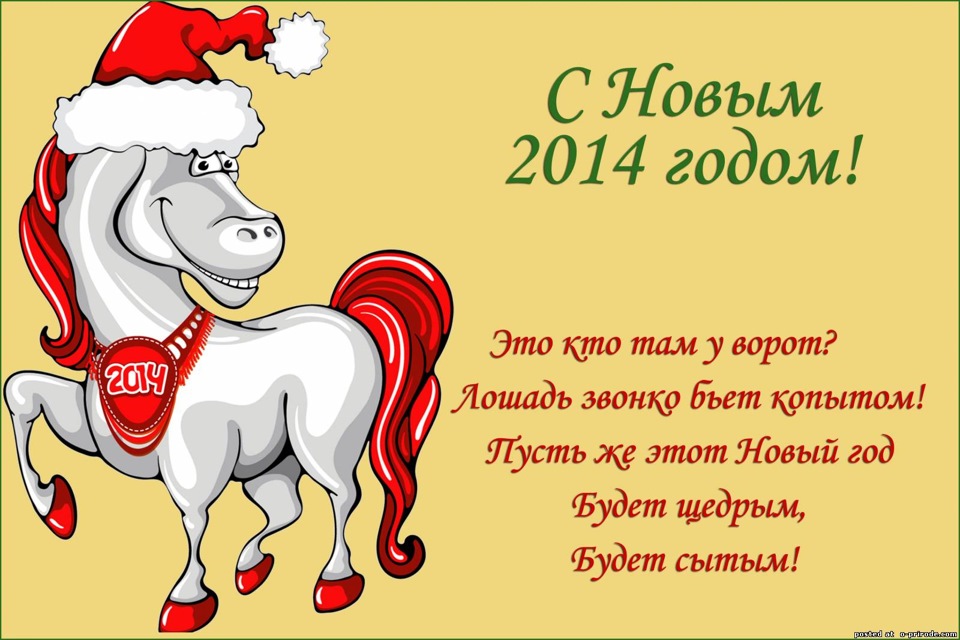 С Новым
2014 годом!
Это кто там у ворот?
Лошадь звонко бьет копытом!
2014
Пусть же этот Новый год
Будет щедрым,
Будет сытым!
posted at o-prirode.com